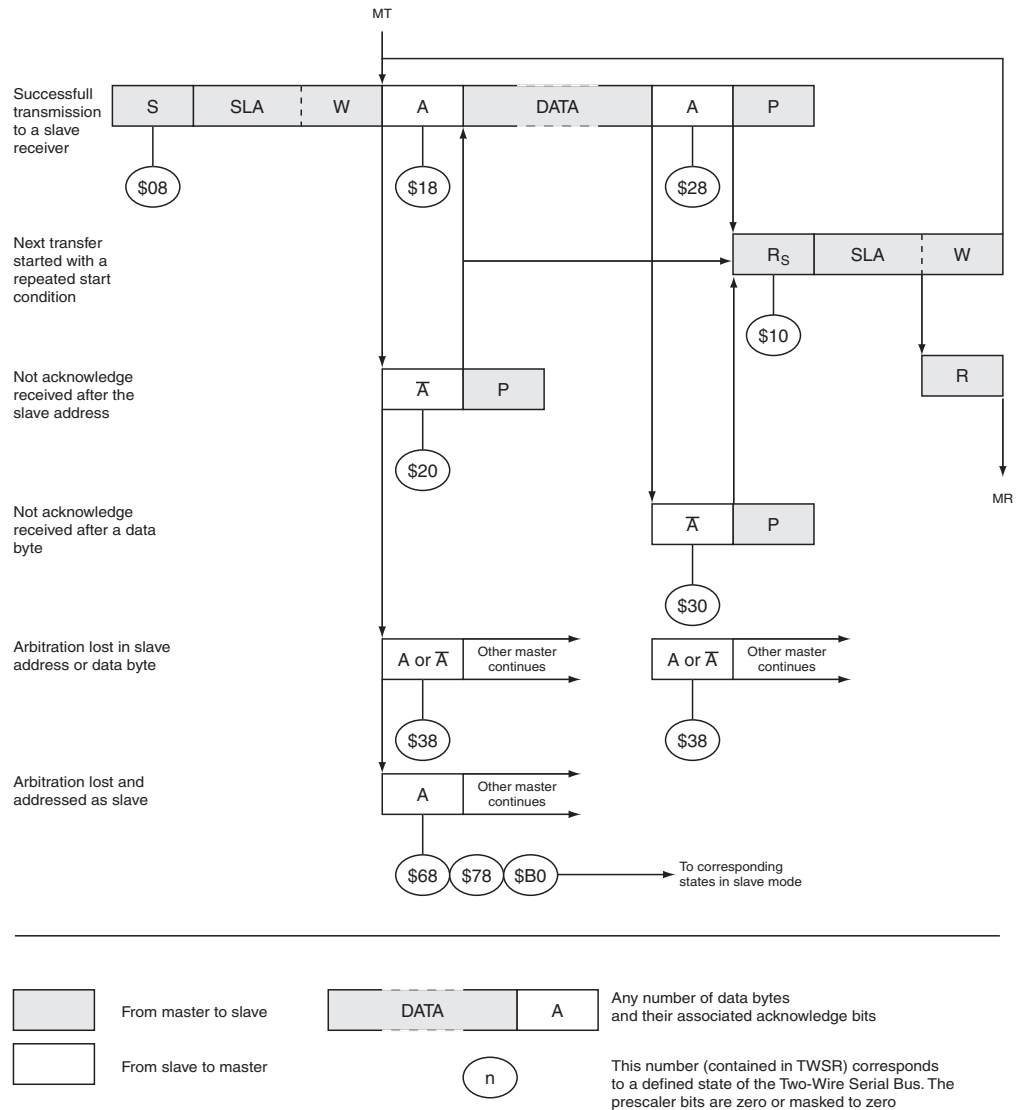 MT
Successfull
transmission
to a slave
receiver
S SLA W A DATA A P
$08 $18 $28
Next transfer
started with a
repeated start
condition
RS SLA W
$10
Not acknowledge
received after the
slave address
A̅ P
R
$20
MR
Not acknowledge
received after a data
byte
A̅ P
$30
Arbitration lost in slave
address or data byte
A or A̅ Other master
continues
A or A̅ Other master
continues
$38 $38
Arbitration lost and
addressed as slave
A Other master
continues
$68 $78 $B0 To corresponding
states in slave mode
From master to slave
DATA A
Any number of data bytes
and their associated acknowledge bits
From slave to master
n
This number (contained in TWSR) corresponds
to a defined state of the Two-Wire Serial Bus. The
prescaler bits are zero or masked to zero